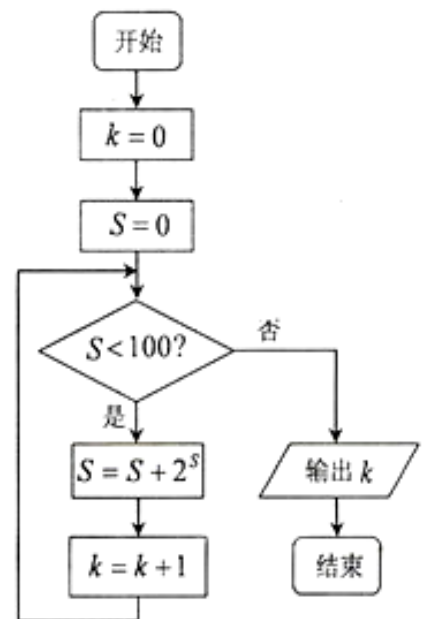 开始
k = 0
S = 0
S < 100?
否
是
S = S + 2^S
输出 k
k = k + 1
结束